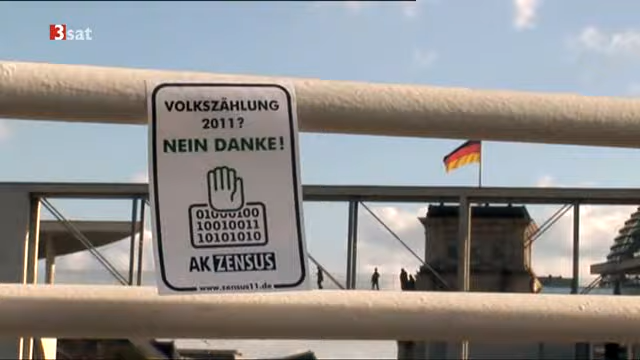 3sat
VOLKSZÄHLUNG
2011?
NEIN DANKE!
01000100
10010011
10101010
AK ZENSUS
www.zensus11.de